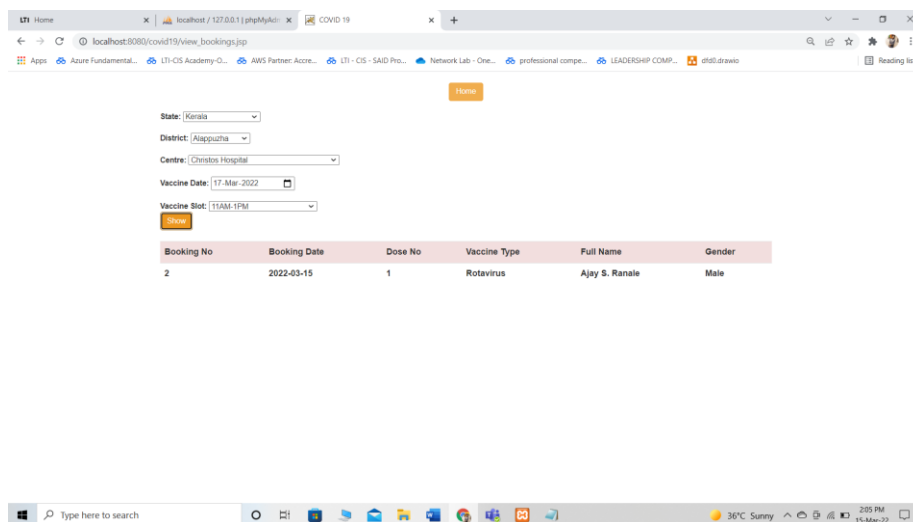 LTI Home localhost / 127.0.0.1 | phpMyAdm COVID 19
localhost:8080/covid19/view_bookings.jsp
Apps Azure Fundamental... LTI-CIS Academy-O... AWS Partner: Accre... LTI - CIS - SAID Pro... Network Lab - One... professional compe... LEADERSHIP COMP... dfd0.drawio Reading list
Home
State: Kerala
District: Alappuzha
Centre: Christos Hospital
Vaccine Date: 17-Mar-2022
Vaccine Slot: 11AM-1PM
Show
Booking No Booking Date Dose No Vaccine Type Full Name Gender
2 2022-03-15 1 Rotavirus Ajay S. Ranale Male
Type here to search 36°C Sunny 2:05 PM
15-Mar-22